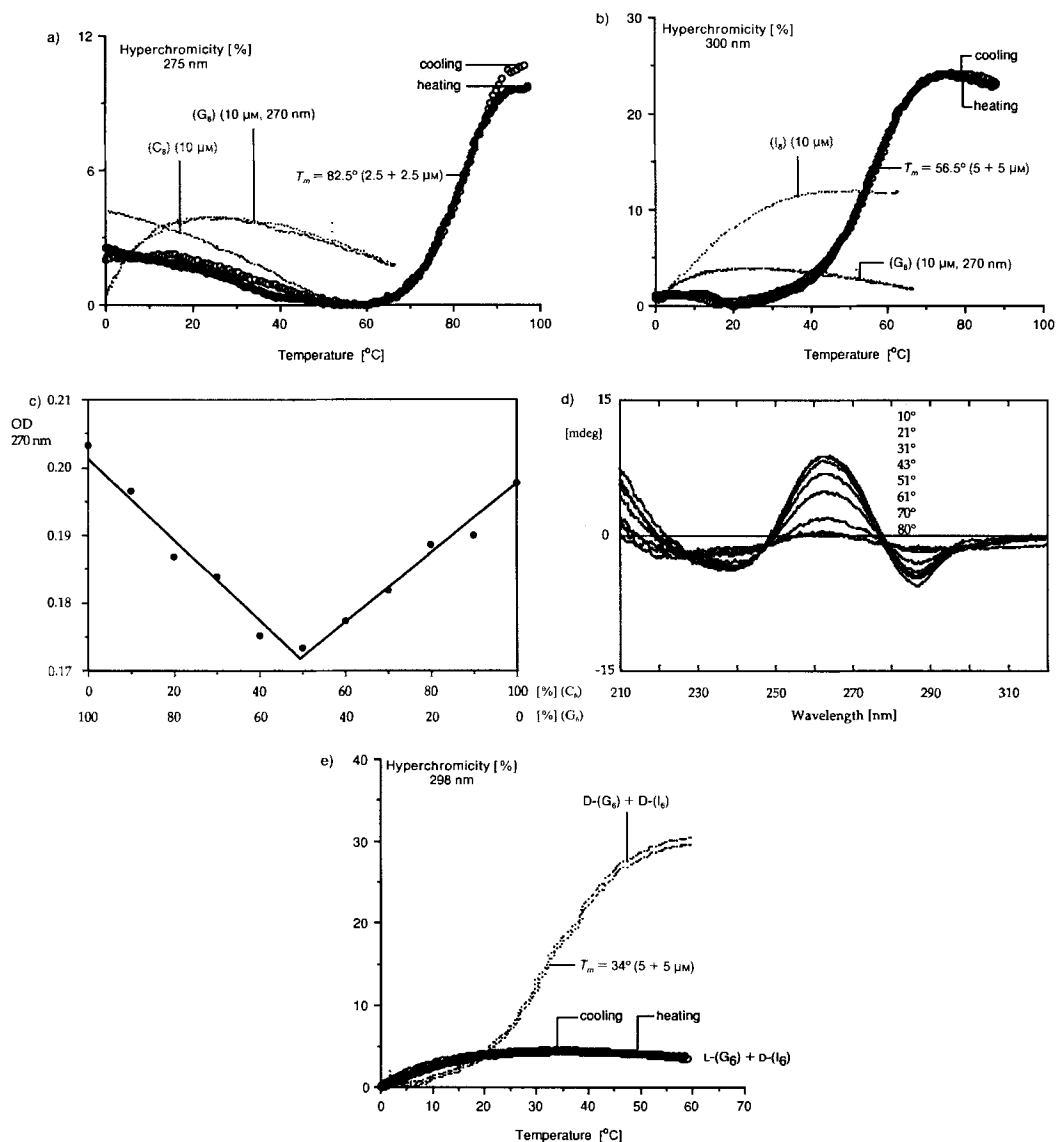 a)
Hyperchromicity [%]
275 nm
12
6
0
cooling
heating
(G₆) (10 μM, 270 nm)
(C₆) (10 μM)
Tm = 82.5° (2.5 + 2.5 μM)
0 20 40 60 80 100
Temperature [°C]
b)
Hyperchromicity [%]
300 nm
30
20
10
0
cooling
heating
(I₆) (10 μM)
Tm = 56.5° (5 + 5 μM)
(G₆) (10 μM, 270 nm)
0 20 40 60 80 100
Temperature [°C]
c)
OD
270 nm
0.21
0.20
0.19
0.18
0.17
0 20 40 60 80 100 [%] (C₆)
100 80 60 40 20 0 [%] (G₆)
d)
15
[mdeg]
0
-15
10°
21°
31°
43°
51°
61°
70°
80°
210 230 250 270 290 310
Wavelength [nm]
e)
Hyperchromicity [%]
298 nm
40
30
20
10
0
D-(G₆) + D-(I₆)
Tm = 34° (5 + 5 μM)
cooling heating
L-(G₆) + D-(I₆)
0 10 20 30 40 50 60 70
Temperature [°C]